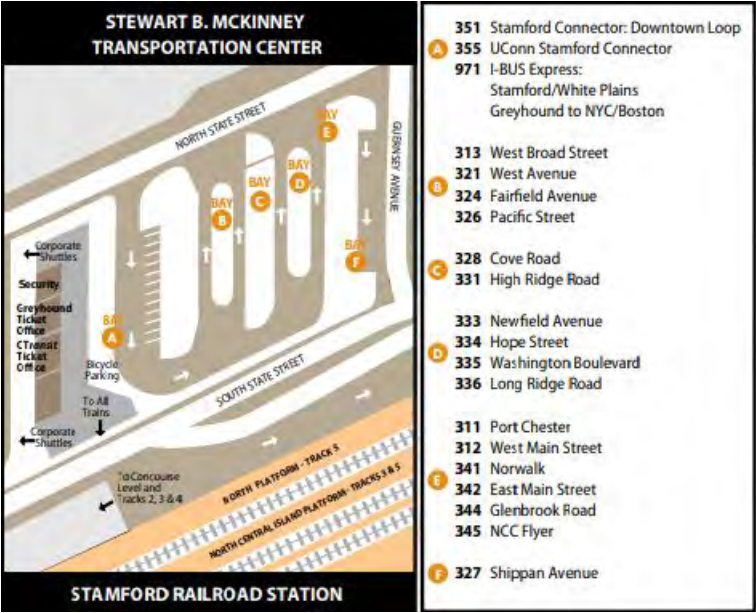 STEWART B. MCKINNEY
TRANSPORTATION CENTER
NORTH STATE STREET
GUERNSEY AVENUE
BAY
E
BAY
D
BAY
C
BAY
B
BAY
F
Corporate
Shuttles
Security
Greyhound
Ticket
Office
CTransit
Ticket
Office
BAY
A
Bicycle
Parking
SOUTH STATE STREET
To All
Trains
Corporate
Shuttles
To Concourse
Level and
Tracks 2, 3 & 4
NORTH PLATFORM - TRACK 5
NORTH CENTRAL ISLAND PLATFORM - TRACKS 3 & 5
STAMFORD RAILROAD STATION
A
351 Stamford Connector: Downtown Loop
355 UConn Stamford Connector
971 I-BUS Express:
Stamford/White Plains
Greyhound to NYC/Boston
B
313 West Broad Street
321 West Avenue
324 Fairfield Avenue
326 Pacific Street
C
328 Cove Road
331 High Ridge Road
D
333 Newfield Avenue
334 Hope Street
335 Washington Boulevard
336 Long Ridge Road
E
311 Port Chester
312 West Main Street
341 Norwalk
342 East Main Street
344 Glenbrook Road
345 NCC Flyer
F
327 Shippan Avenue